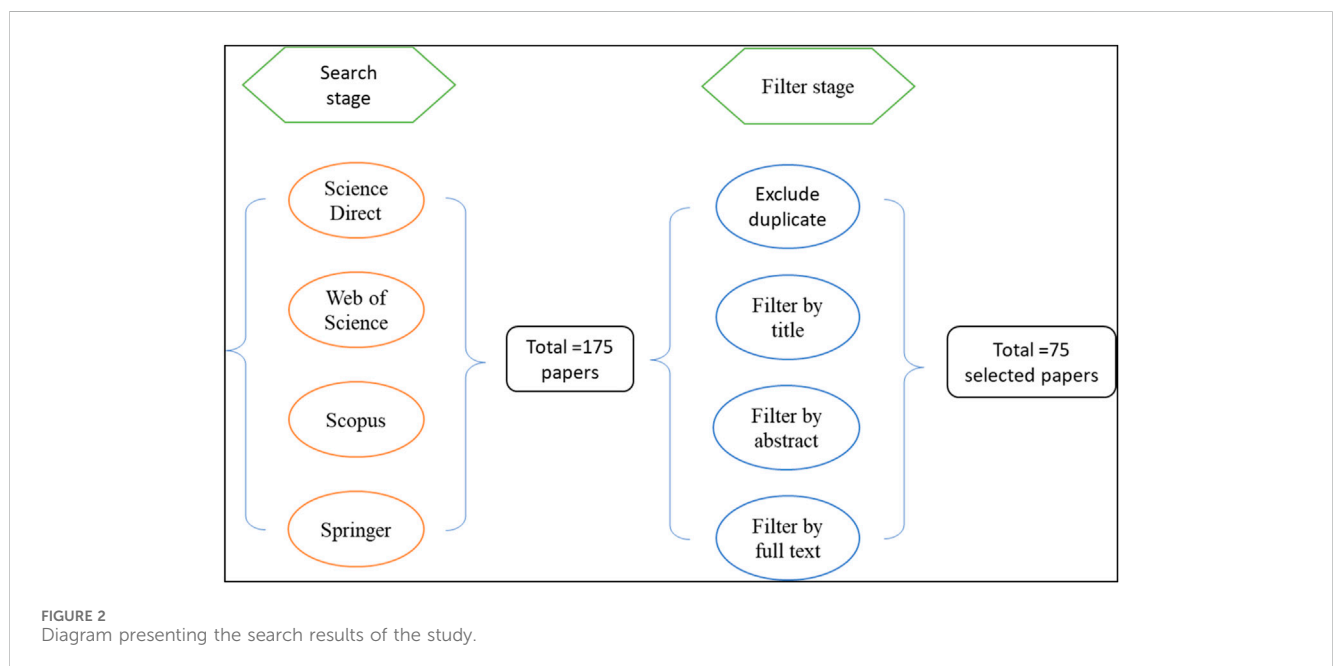 Search
stage
Filter stage
Science
Direct
Web of
Science
Scopus
Springer
Total =175
papers
Exclude
duplicate
Filter by
title
Filter by
abstract
Filter by
full text
Total =75
selected papers
FIGURE 2
Diagram presenting the search results of the study.